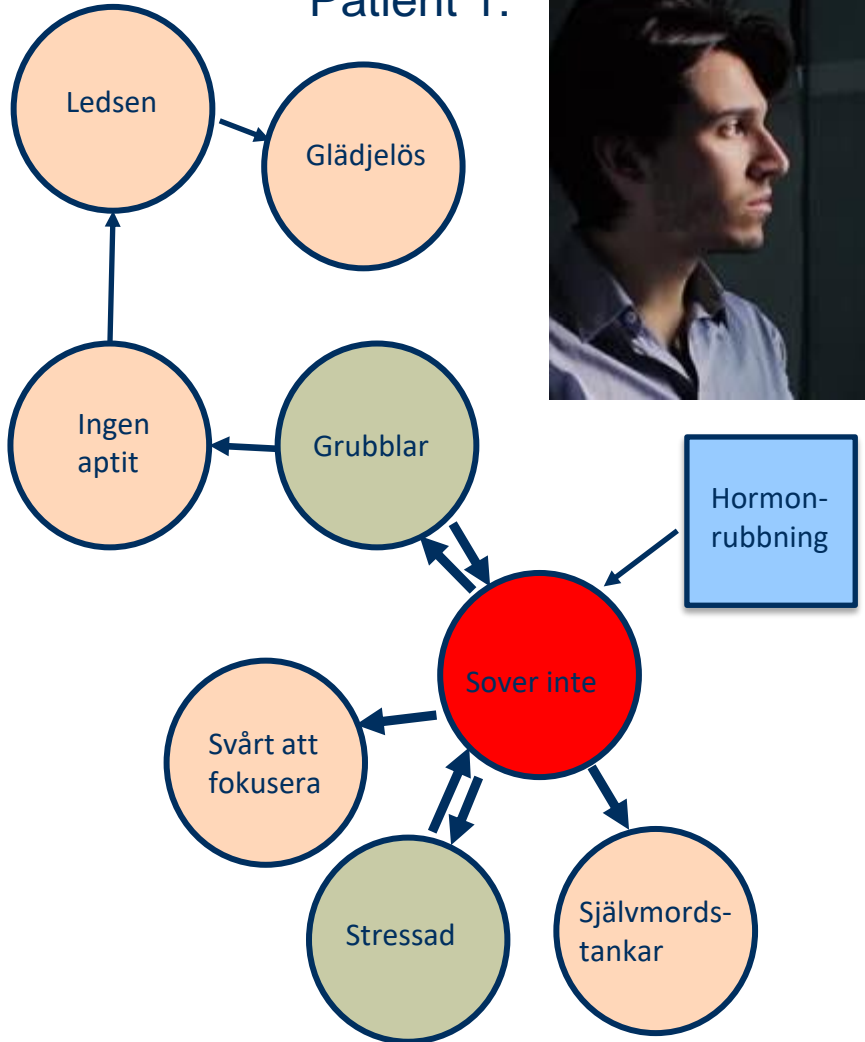 Patient 1.
Ledsen
Glädjelös
Ingen
aptit
Grubblar
Hormon-
rubbning
Sover inte
Svårt att
fokusera
Stressad
Självmords-
tankar